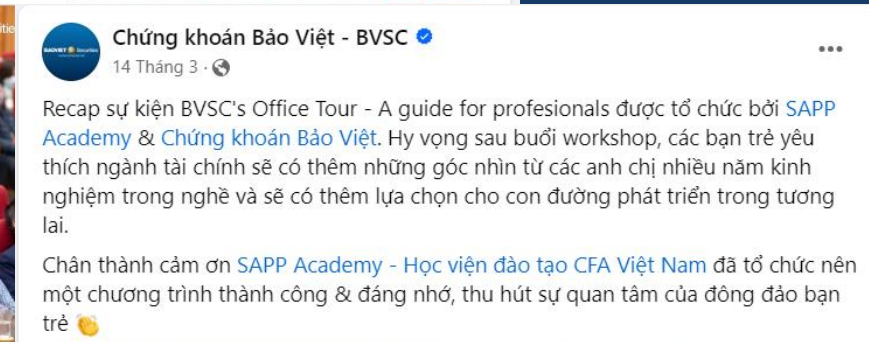 Chứng khoán Bảo Việt - BVSC
14 Tháng 3 ·
Recap sự kiện BVSC's Office Tour - A guide for profesionals được tổ chức bởi SAPP
Academy & Chứng khoán Bảo Việt. Hy vọng sau buổi workshop, các bạn trẻ yêu
thích ngành tài chính sẽ có thêm những góc nhìn từ các anh chị nhiều năm kinh
nghiệm trong nghề và sẽ có thêm lựa chọn cho con đường phát triển trong tương
lai.
Chân thành cảm ơn SAPP Academy - Học viện đào tạo CFA Việt Nam đã tổ chức nên
một chương trình thành công & đáng nhớ, thu hút sự quan tâm của đông đảo bạn
trẻ 👏